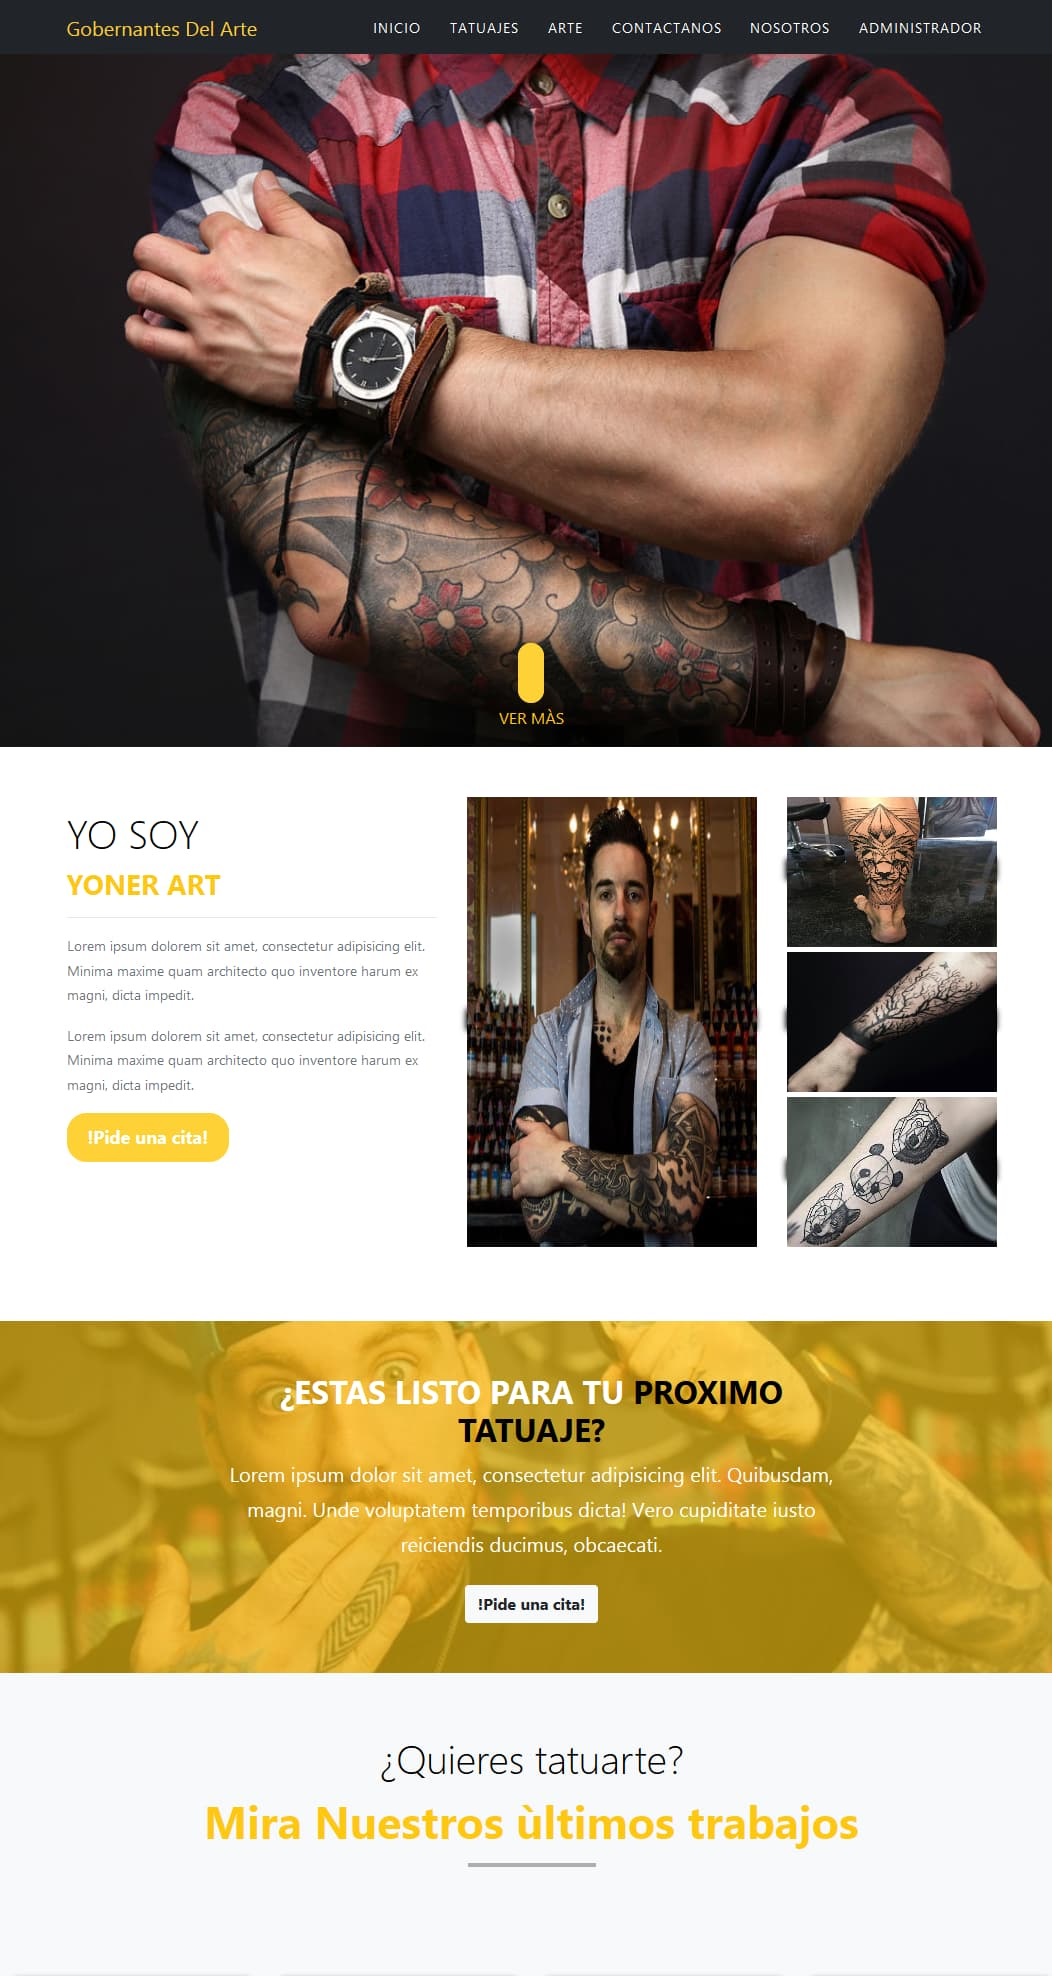 Gobernantes Del Arte
INICIO TATUAJES ARTE CONTACTANOS NOSOTROS ADMINISTRADOR
VER MÀS
YO SOY
YONER ART
Lorem ipsum dolorem sit amet, consectetur adipisicing elit.
Minima maxime quam architecto quo inventore harum ex
magni, dicta impedit.
Lorem ipsum dolorem sit amet, consectetur adipisicing elit.
Minima maxime quam architecto quo inventore harum ex
magni, dicta impedit.
!Pide una cita!
¿ESTAS LISTO PARA TU PROXIMO
TATUAJE?
Lorem ipsum dolor sit amet, consectetur adipisicing elit. Quibusdam,
magni. Unde voluptatem temporibus dicta! Vero cupiditate iusto
reiciendis ducimus, obcaecati.
!Pide una cita!
¿Quieres tatuarte?
Mira Nuestros ùltimos trabajos